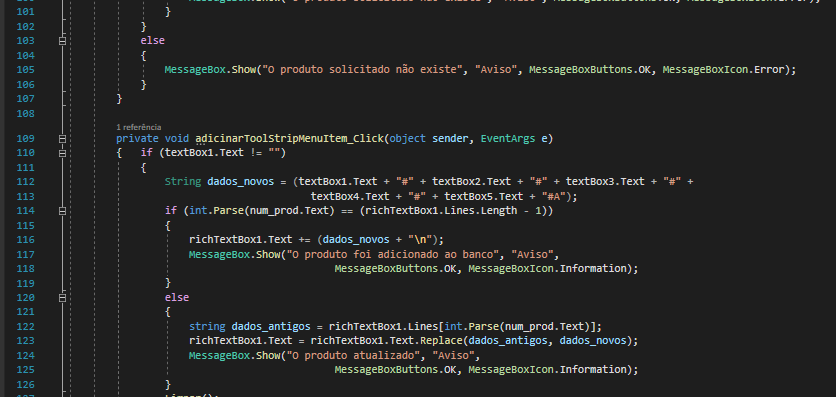 101 }
102 }
103 else
104 {
105 MessageBox.Show("O produto solicitado não existe", "Aviso", MessageBoxButtons.OK, MessageBoxIcon.Error);
106 }
107 }
108
1 referência
109 private void adicinarToolStripMenuItem_Click(object sender, EventArgs e)
110 { if (textBox1.Text != "")
111 {
112 String dados_novos = (textBox1.Text + "#" + textBox2.Text + "#" + textBox3.Text + "#" +
113 textBox4.Text + "#" + textBox5.Text + "#A");
114 if (int.Parse(num_prod.Text) == (richTextBox1.Lines.Length - 1))
115 {
116 richTextBox1.Text += (dados_novos + "\n");
117 MessageBox.Show("O produto foi adicionado ao banco", "Aviso",
118 MessageBoxButtons.OK, MessageBoxIcon.Information);
119 }
120 else
121 {
122 string dados_antigos = richTextBox1.Lines[int.Parse(num_prod.Text)];
123 richTextBox1.Text = richTextBox1.Text.Replace(dados_antigos, dados_novos);
124 MessageBox.Show("O produto atualizado", "Aviso",
125 MessageBoxButtons.OK, MessageBoxIcon.Information);
126 }